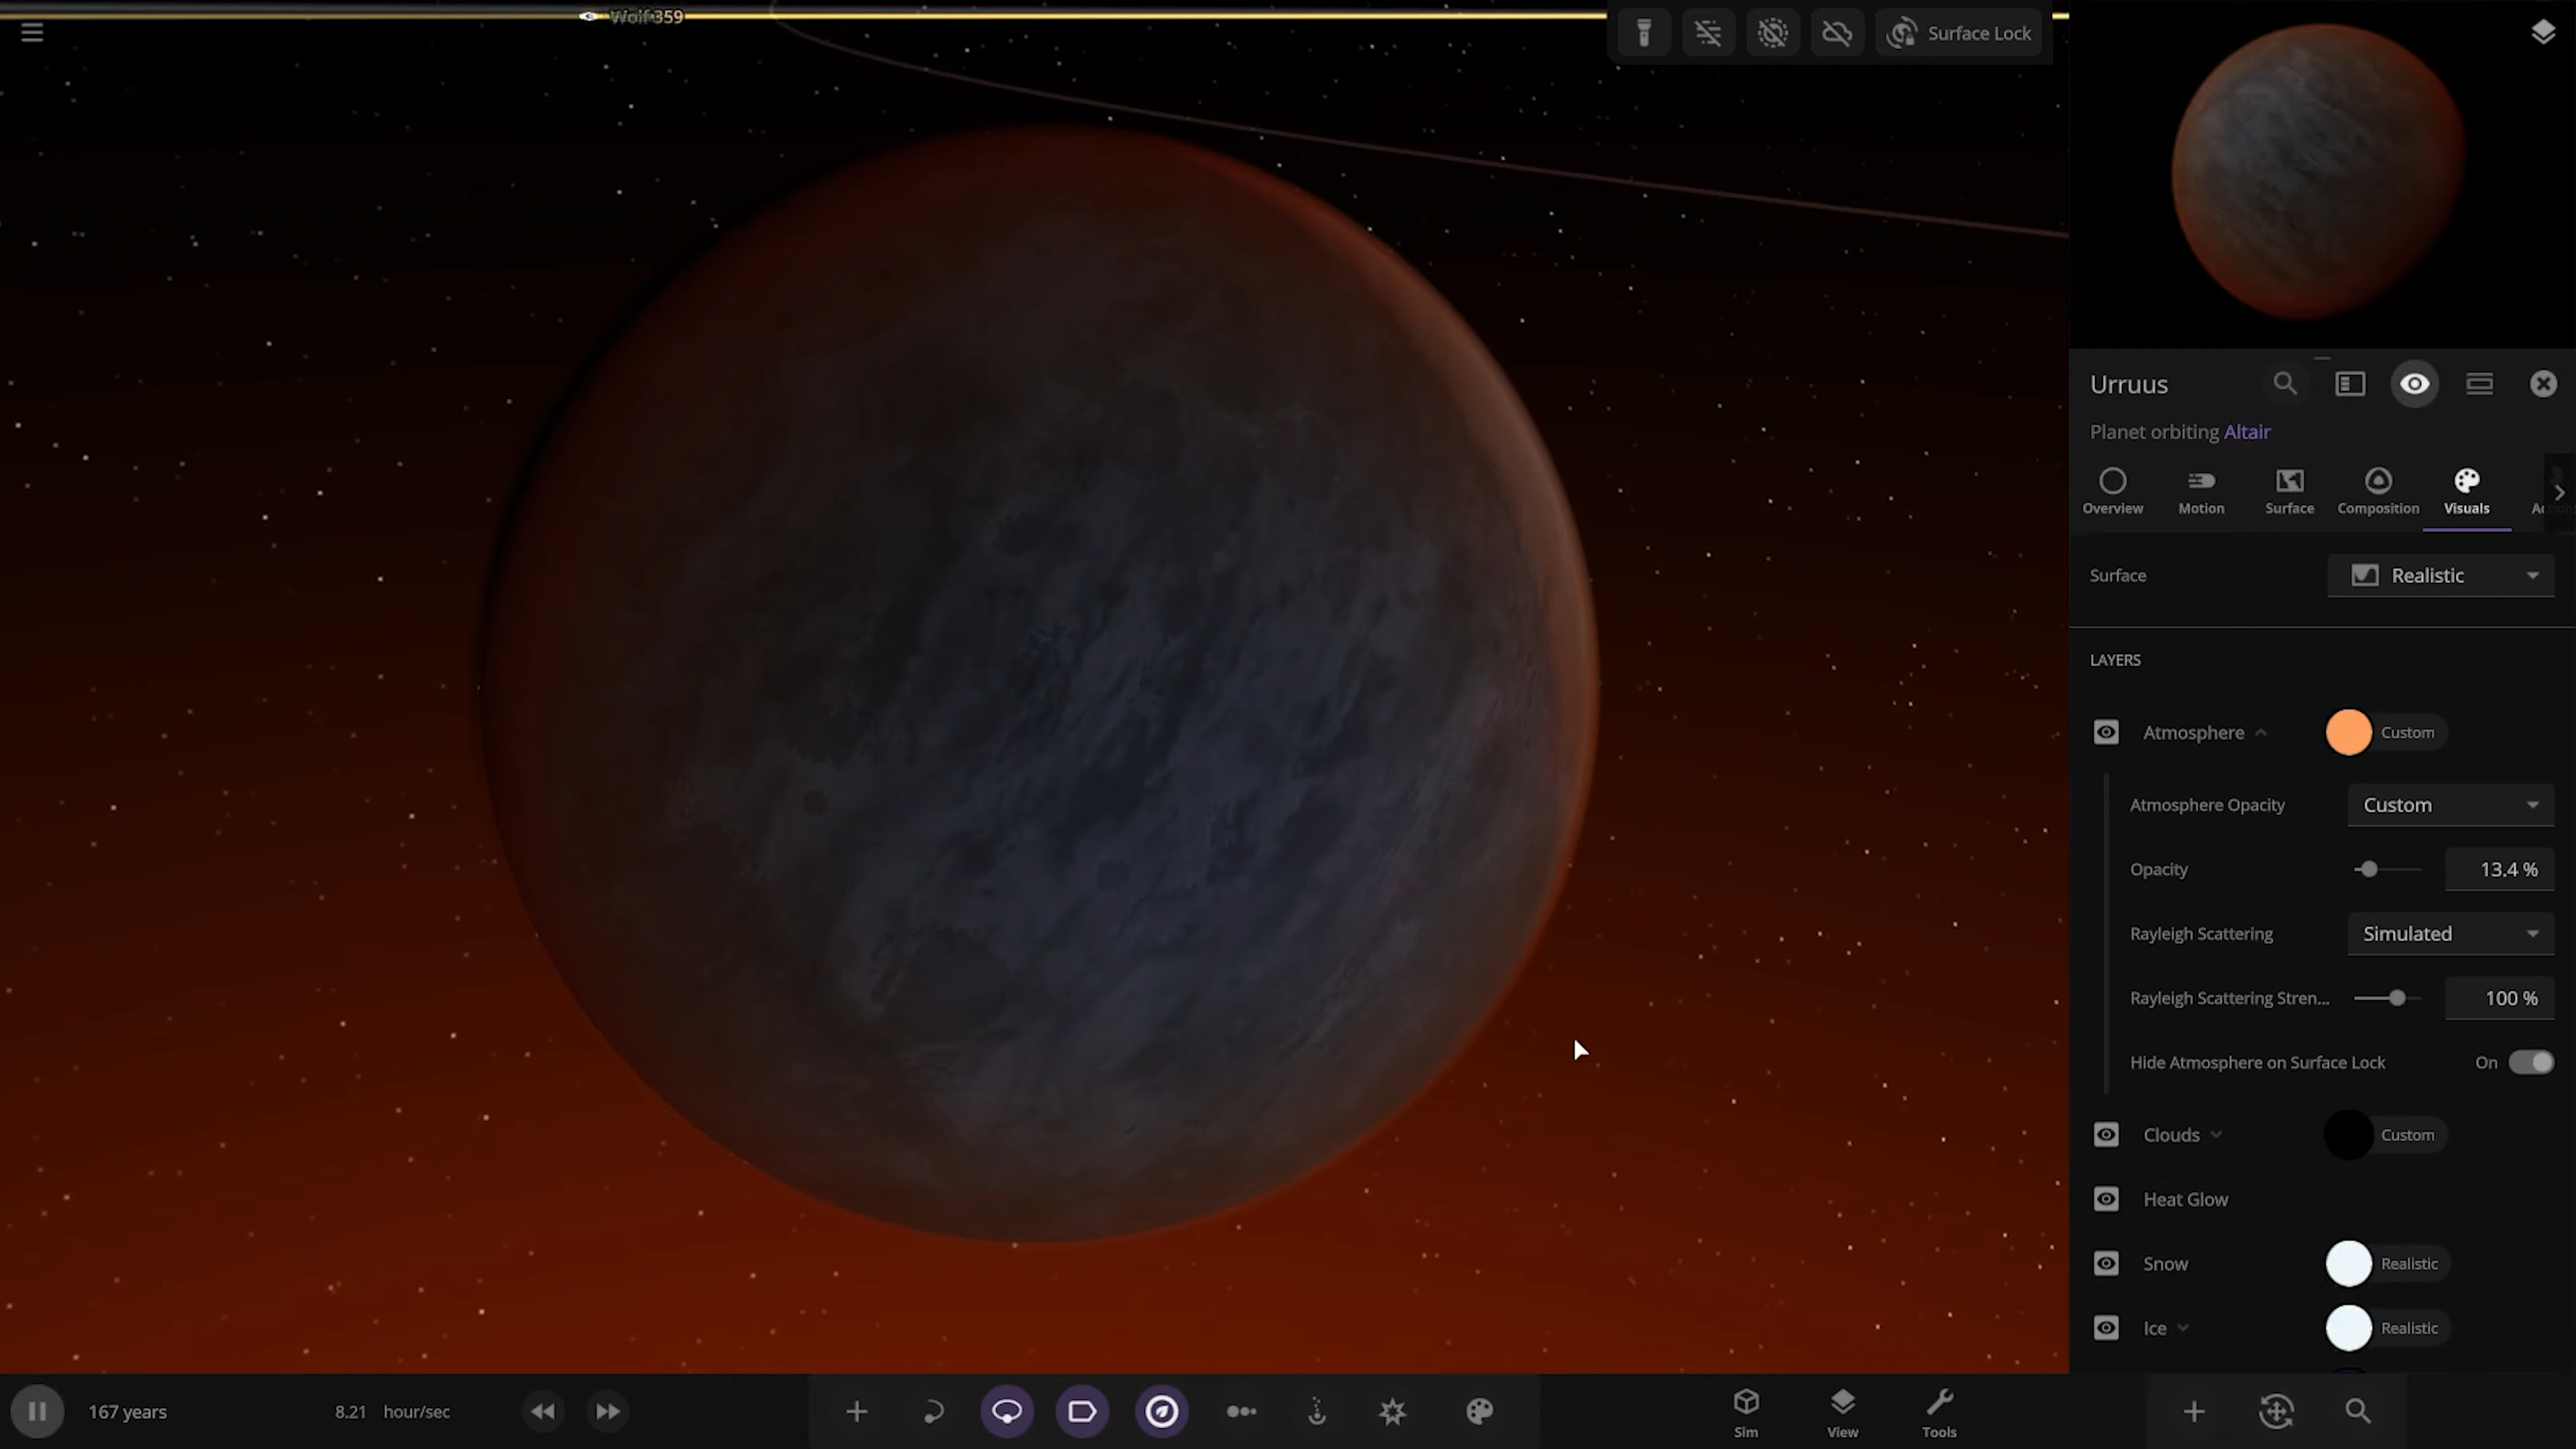 Wolf 359
Surface Lock
Urruus
Planet orbiting Altair
Overview
Motion
Surface
Composition
Visuals
Surface
Realistic
LAYERS
Atmosphere
Custom
Atmosphere Opacity
Custom
Opacity
13.4 %
Rayleigh Scattering
Simulated
Rayleigh Scattering Stren...
100 %
Hide Atmosphere on Surface Lock
On
Clouds
Custom
Heat Glow
Snow
Realistic
Ice
Realistic
167 years
8.21 hour/sec
Sim
View
Tools